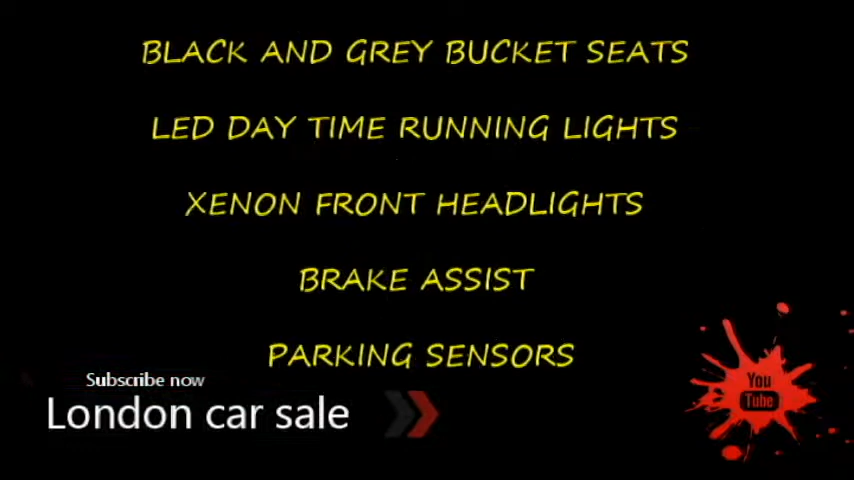 BLACK AND GREY BUCKET SEATS
LED DAY TIME RUNNING LIGHTS
XENON FRONT HEADLIGHTS
BRAKE ASSIST
PARKING SENSORS
Subscribe now
London car sale
You
Tube